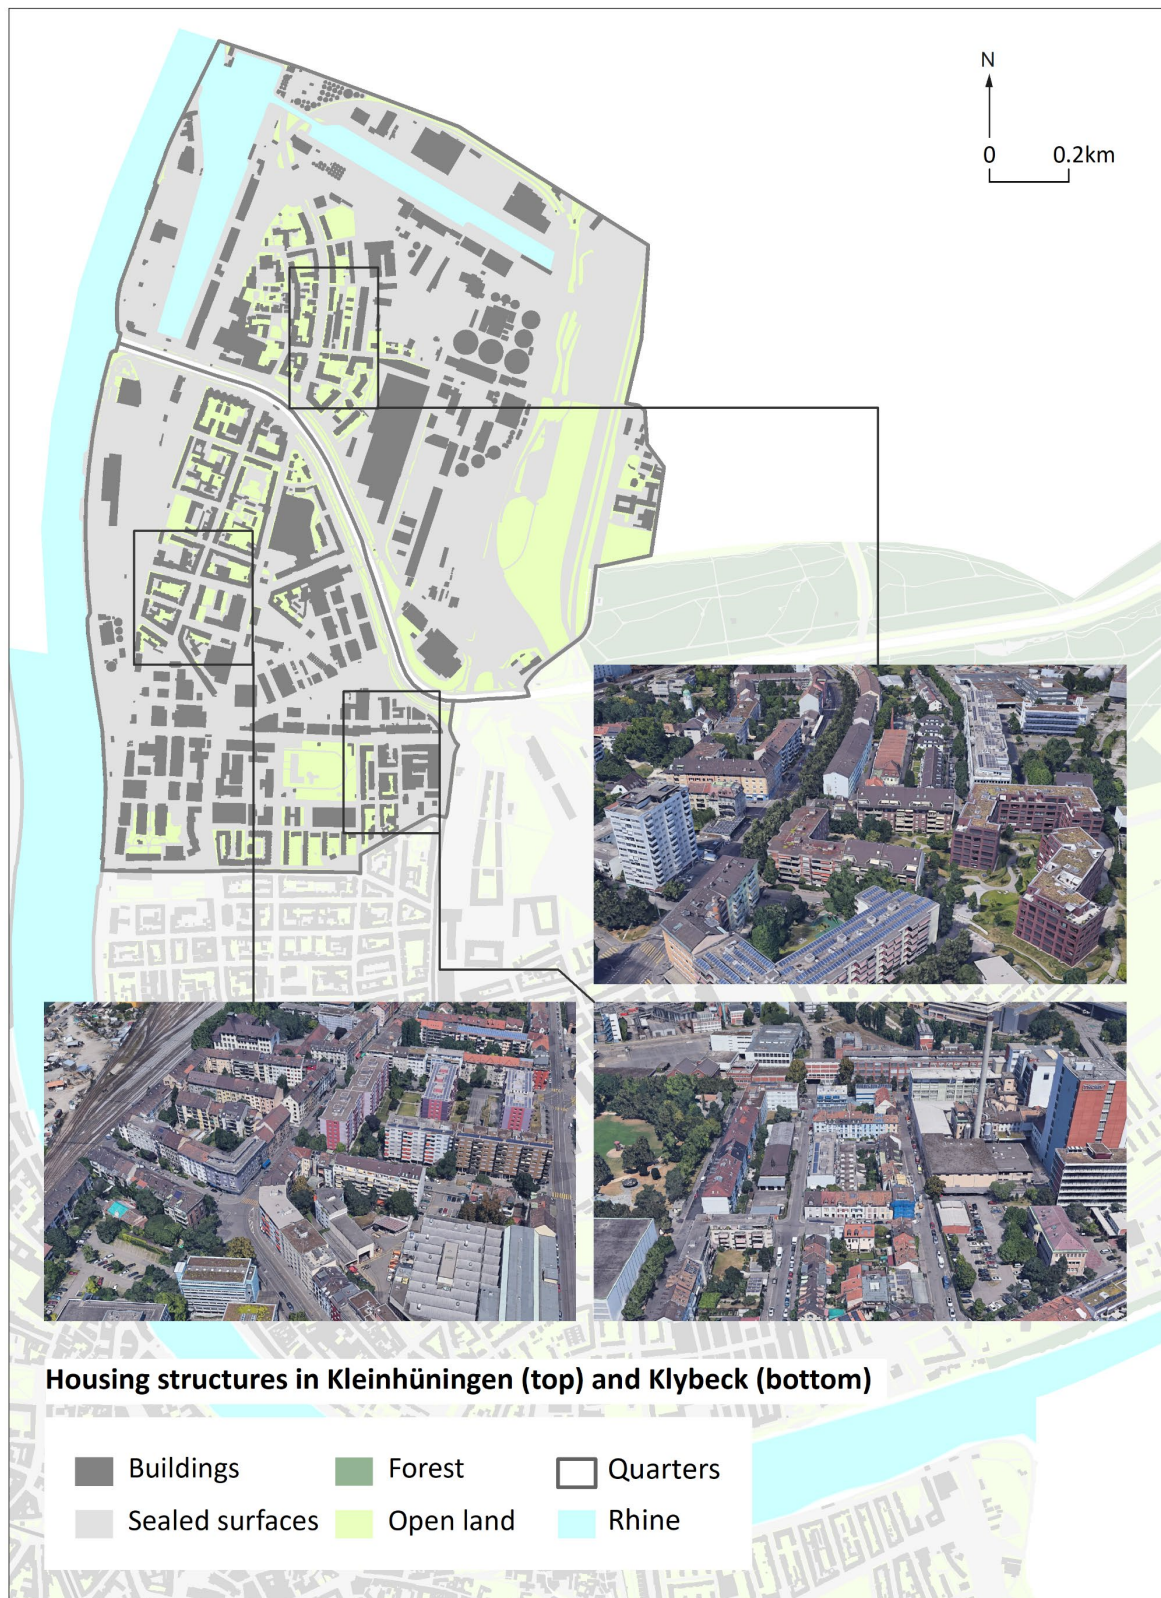 N
0 0.2km
Housing structures in Kleinhüningen (top) and Klybeck (bottom)
Buildings Forest Quarters
Sealed surfaces Open land Rhine